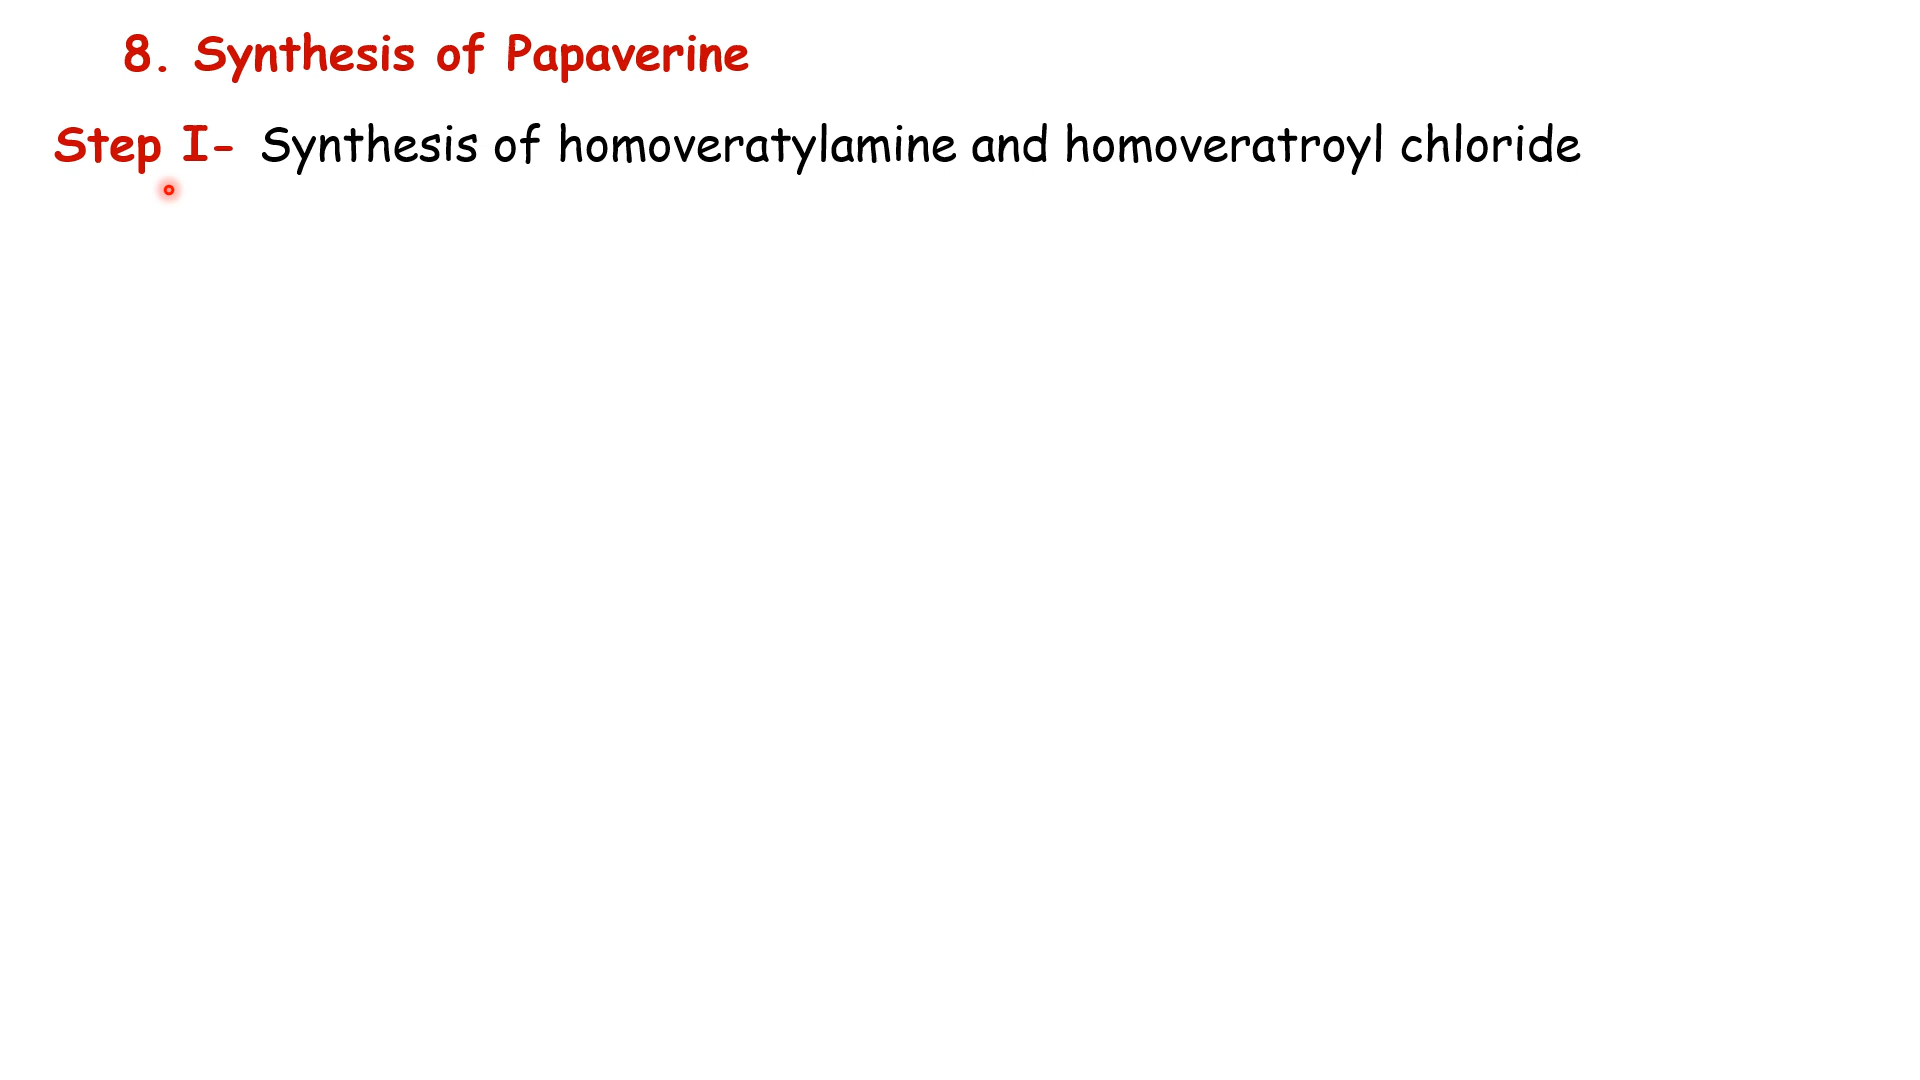 8. Synthesis of Papaverine
Step I- Synthesis of homoveratylamine and homoveratroyl chloride